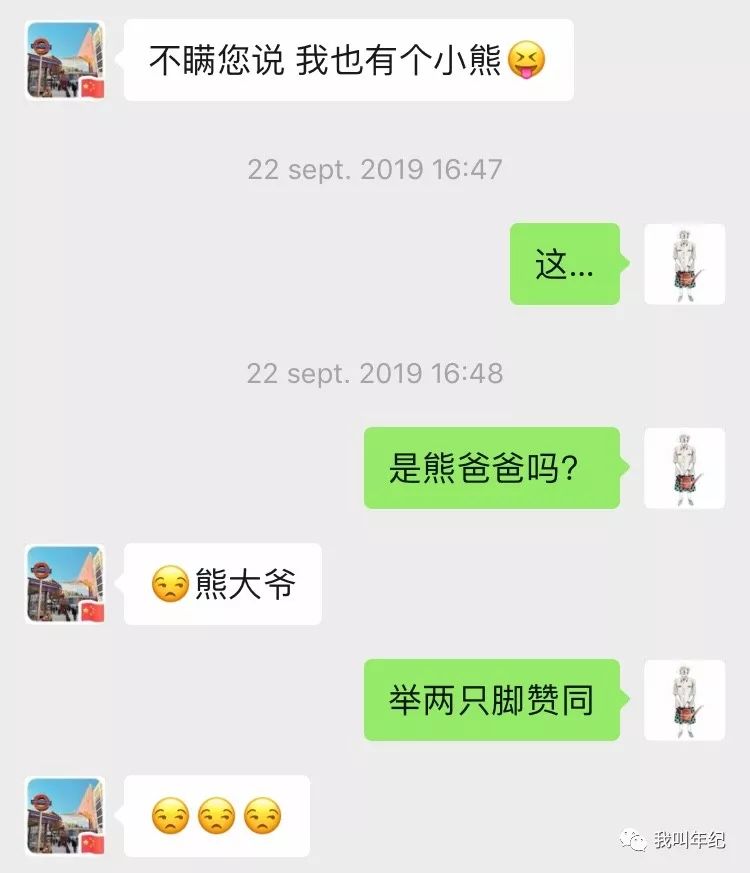 不瞒您说 我也有个小熊😝
22 sept. 2019 16:47
这...
22 sept. 2019 16:48
是熊爸爸吗?
😒熊大爷
举两只脚赞同
😒😒😒
我叫年纪